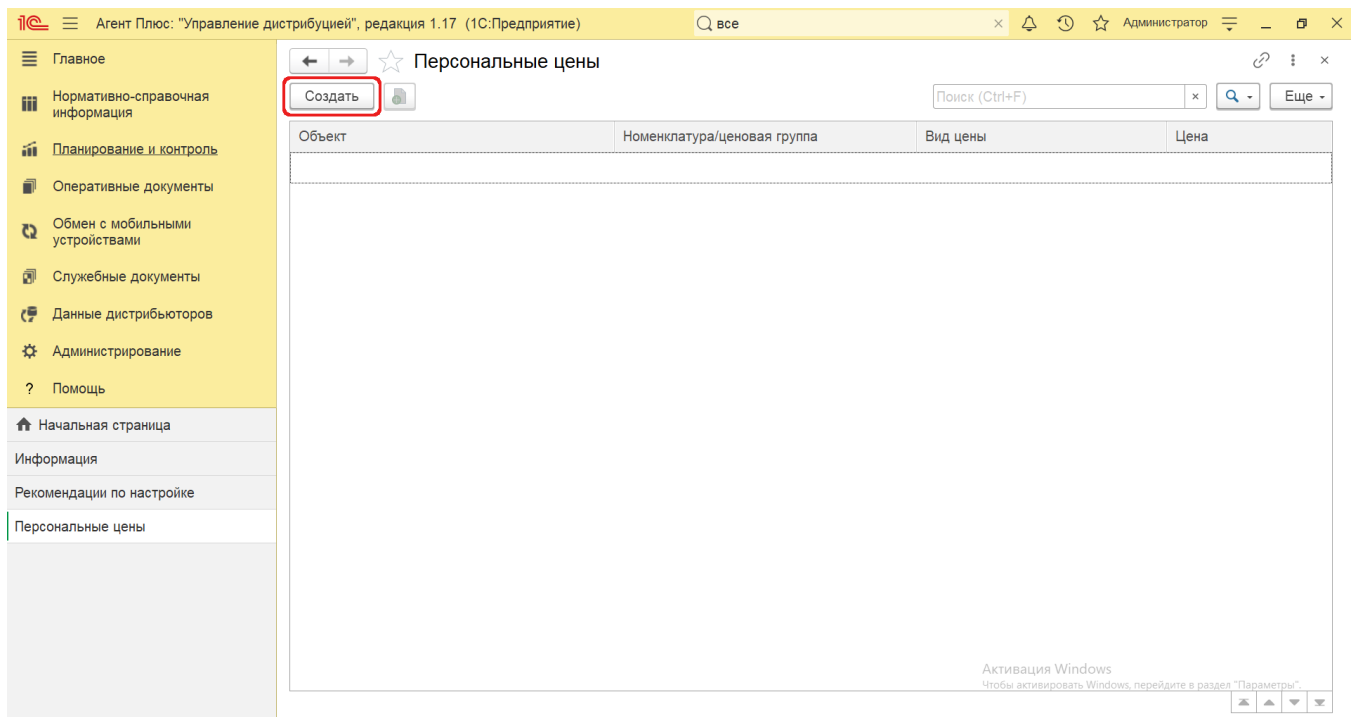 1С Агент Плюс: "Управление дистрибуцией", редакция 1.17 (1С:Предприятие) все Администратор
Главное
Нормативно-справочная
информация
Планирование и контроль
Оперативные документы
Обмен с мобильными
устройствами
Служебные документы
Данные дистрибьюторов
Администрирование
? Помощь
Начальная страница
Информация
Рекомендации по настройке
Персональные цены
Персональные цены
Создать Поиск (Ctrl+F) × Еще
Объект Номенклатура/ценовая группа Вид цены Цена
Активация Windows
Чтобы активировать Windows, перейдите в раздел "Параметры".